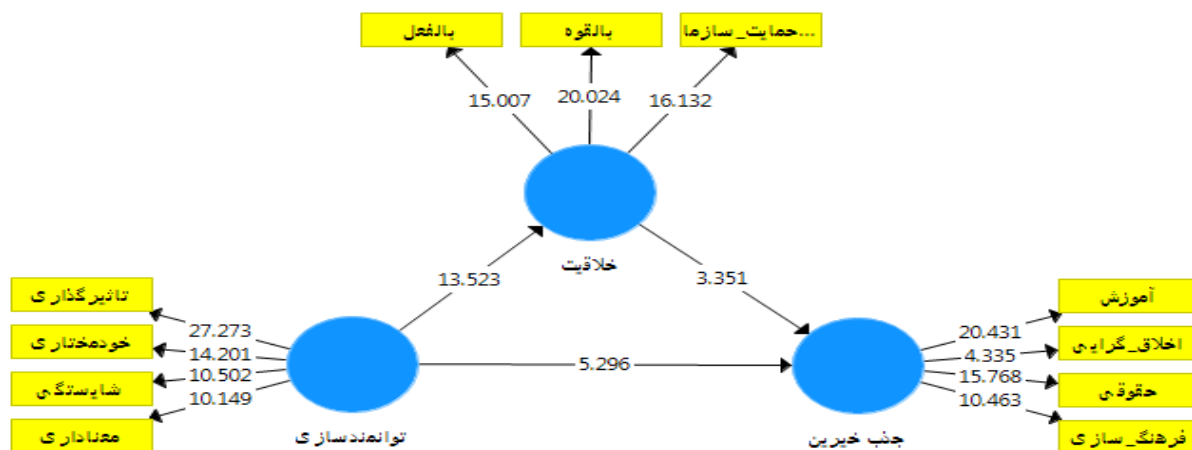 بالفعل
بالقوه
حمایت_سازما...
15.007
20.024
16.132
خلاقیت
13.523
3.351
تاثیرگذاری
خودمختاری
شایستگی
معناداری
27.273
14.201
10.502
10.149
توانمندسازی
5.296
آموزش
اخلاق_گرایی
حقوقی
فرهنگ_سازی
20.431
4.335
15.768
10.463
جذب خیرین